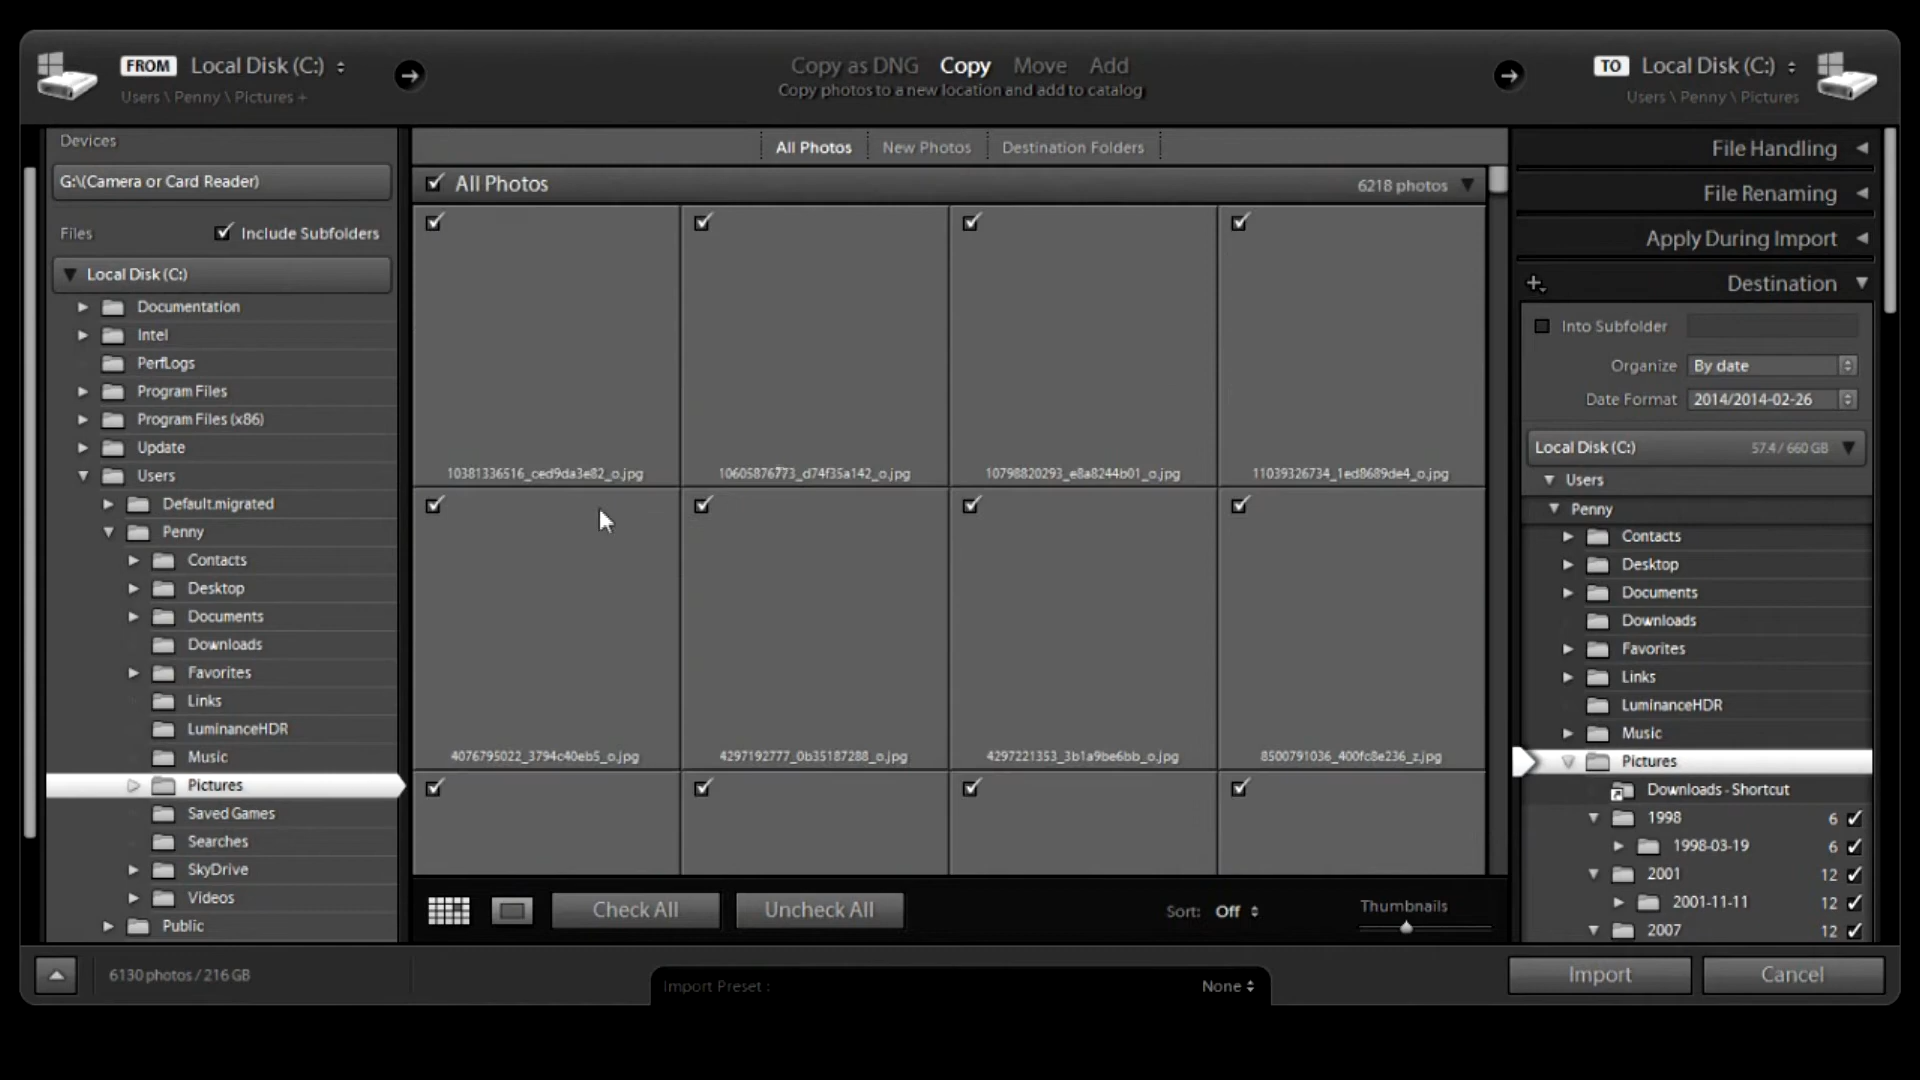 FROM Local Disk (C:)
Users \ Penny \ Pictures +
Copy as DNG Copy Move Add
Copy photos to a new location and add to catalog
TO Local Disk (C:)
Users \ Penny \ Pictures
Devices
G:\(Camera or Card Reader)
Files Include Subfolders
Local Disk (C:)
Documentation
Intel
PerfLogs
Program Files
Program Files (x86)
Update
Users
Default.migrated
Penny
Contacts
Desktop
Documents
Downloads
Favorites
Links
LuminanceHDR
Music
Pictures
Saved Games
Searches
SkyDrive
Videos
Public
All Photos New Photos Destination Folders
All Photos 6218 photos
10381336516_ced9da3e82_o.jpg 10605876773_d74f35a142_o.jpg 10798820293_e8a8244b01_o.jpg 11039326734_1ed8689de4_o.jpg
4076795022_3794c40eb5_o.jpg 4297192777_0b35187288_o.jpg 4297221353_3b1a9be6bb_o.jpg 8500791036_400fc8e236_z.jpg
Check All Uncheck All Sort: Off Thumbnails
File Handling
File Renaming
Apply During Import
Destination
Into Subfolder
Organize By date
Date Format 2014/2014-02-26
Local Disk (C:) 57.4 / 660 GB
Users
Penny
Contacts
Desktop
Documents
Downloads
Favorites
Links
LuminanceHDR
Music
Pictures
Downloads - Shortcut
1998 6
1998-03-19 6
2001 12
2001-11-11 12
2007 12
6130 photos / 216 GB
Import Preset : None
Import Cancel